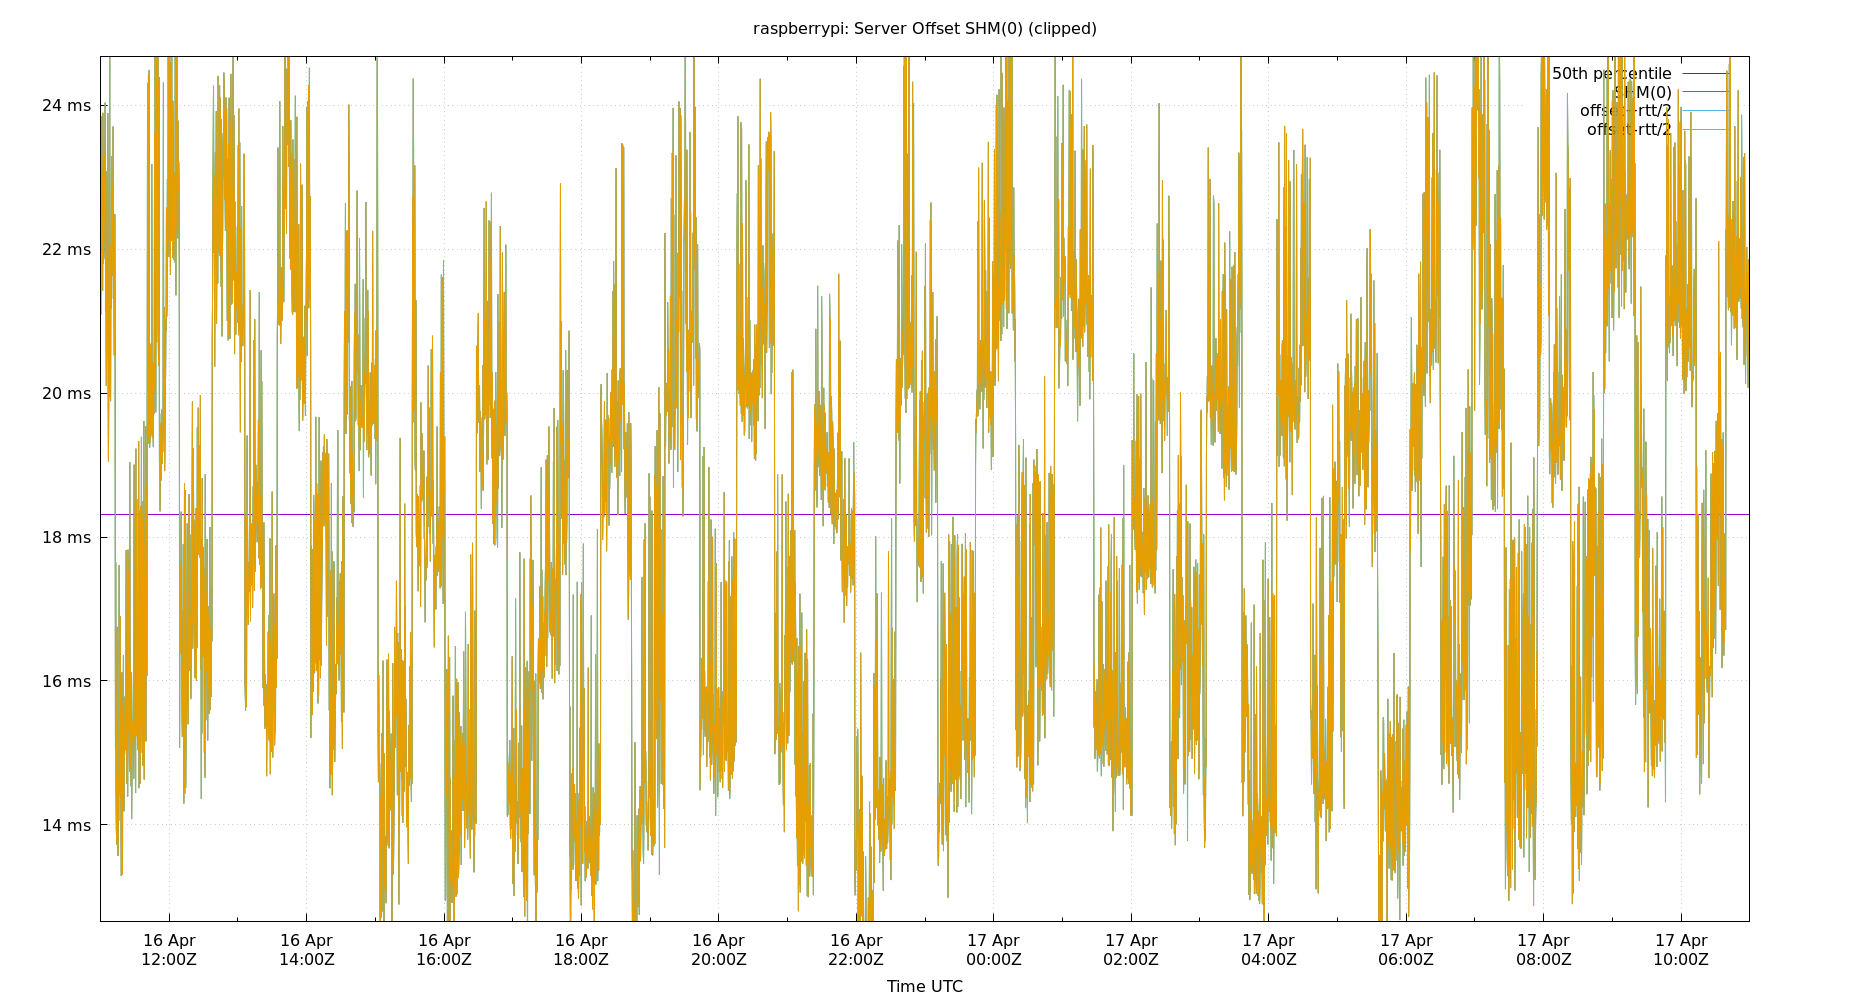 raspberrypi: Server Offset SHM(0) (clipped)
50th percentile
SHM(0)
offset+rtt/2
offset-rtt/2
24 ms
22 ms
20 ms
18 ms
16 ms
14 ms
16 Apr 16 Apr 16 Apr 16 Apr 16 Apr 16 Apr 17 Apr 17 Apr 17 Apr 17 Apr 17 Apr 17 Apr
12:00Z 14:00Z 16:00Z 18:00Z 20:00Z 22:00Z 00:00Z 02:00Z 04:00Z 06:00Z 08:00Z 10:00Z
Time UTC